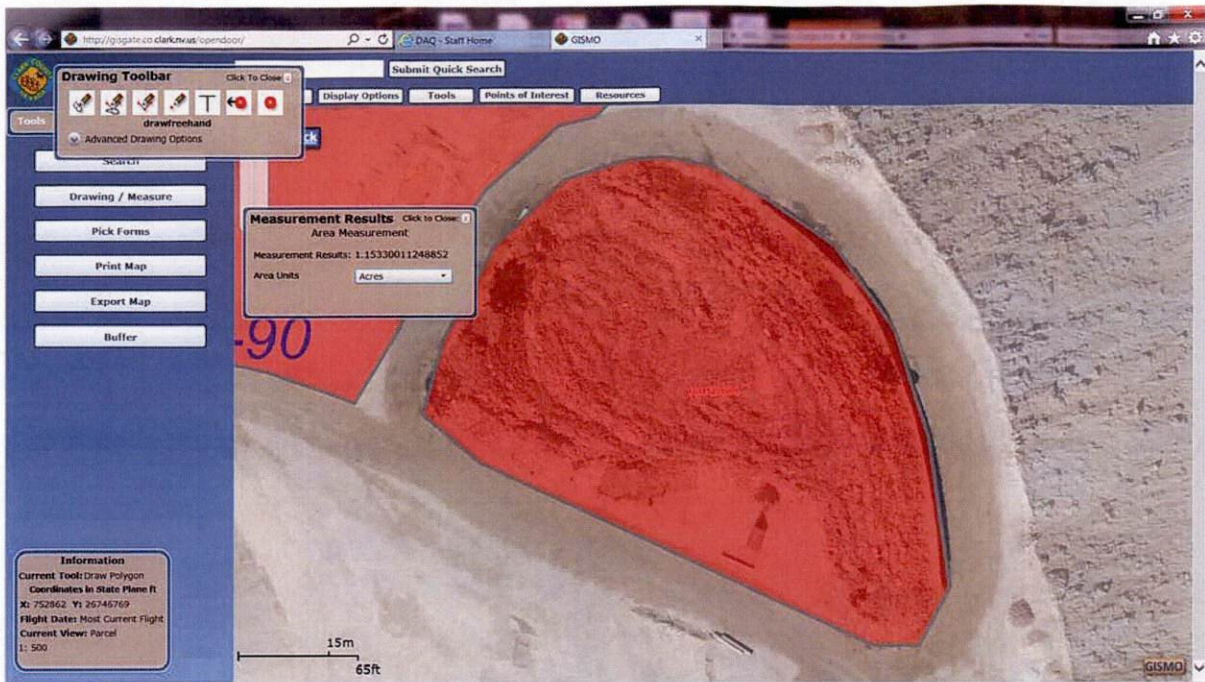 http://gisgate.co.clark.nv.us/opendoor/
DAQ - Staff Home
GISMO
Drawing Toolbar
Click To Close
Submit Quick Search
Display Options
Tools
Points of Interest
Resources
drawfreehand
Advanced Drawing Options
Tools
Search
Drawing / Measure
Pick Forms
Print Map
Export Map
Buffer
Measurement Results
Click to Close:
Area Measurement
Measurement Results: 1.15330011248852
Area Units
Acres
-90
Information
Current Tool: Draw Polygon
Coordinates in State Plane ft
X: 752862 Y: 26746769
Flight Date: Most Current Flight
Current View: Parcel
1: 500
15m
65ft
GISMO